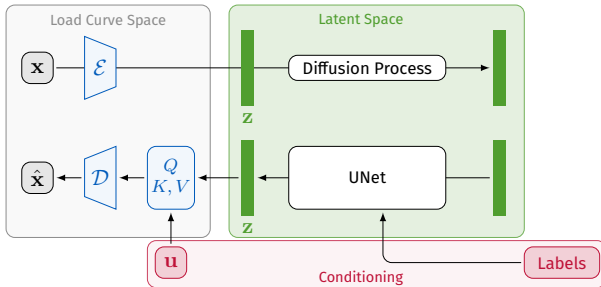 Load Curve Space
Latent Space
x
ℰ
Diffusion Process
z
x̂
𝒟
Q
K, V
UNet
z
u
Labels
Conditioning